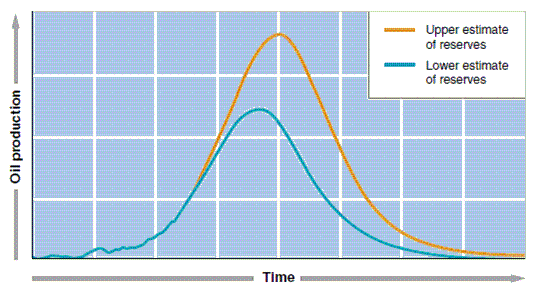 Upper estimate
of reserves
Lower estimate
of reserves
Oil production
Time